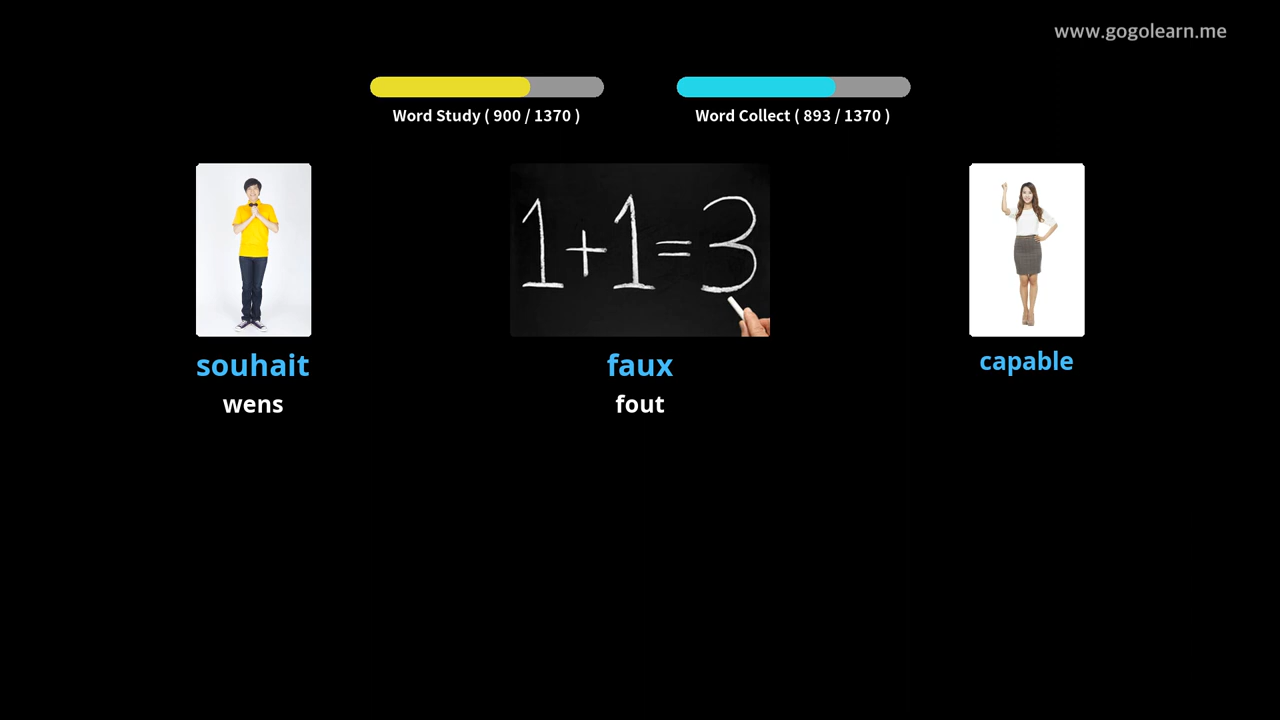 www.gogolearn.me
Word Study ( 900 / 1370 )
Word Collect ( 893 / 1370 )
1+1=3
souhait
wens
faux
fout
capable